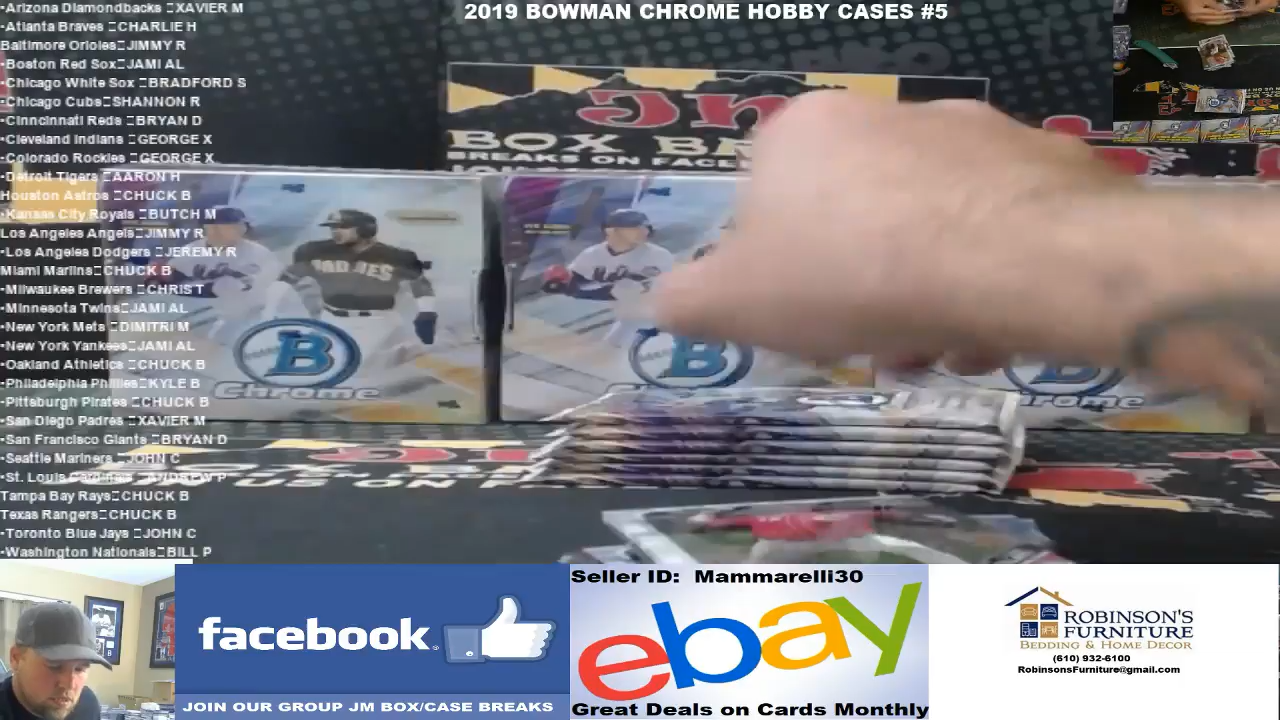 2019 BOWMAN CHROME HOBBY CASES #5
•Arizona Diamondbacks □XAVIER M
•Atlanta Braves □CHARLIE H
Baltimore Orioles□JIMMY R
•Boston Red Sox□JAMI AL
•Chicago White Sox □BRADFORD S
•Chicago Cubs□SHANNON R
•Cinncinnati Reds □BRYAN D
•Cleveland Indians □GEORGE X
•Colorado Rockies □GEORGE X
•Detroit Tigers □AARON H
Houston Astros □CHUCK B
•Kansas City Royals □BUTCH M
Los Angeles Angels□JIMMY R
•Los Angeles Dodgers □JEREMY R
Miami Marlins□CHUCK B
•Milwaukee Brewers □CHRIS T
•Minnesota Twins□JAMI AL
•New York Mets □DIMITRI M
•New York Yankees□JAMI AL
•Oakland Athletics □CHUCK B
•Philadelphia Phillies□KYLE B
•Pittsburgh Pirates □CHUCK B
•San Diego Padres □XAVIER M
•San Francisco Giants □BRYAN D
•Seattle Mariners □JOHN C
•St. Louis Cardinals □ANDREW P
Tampa Bay Rays□CHUCK B
Texas Rangers□CHUCK B
•Toronto Blue Jays □JOHN C
•Washington Nationals□BILL P
BREAKS ON
PADRES
B
Chrome
B
facebook
JOIN OUR GROUP JM BOX/CASE BREAKS
Seller ID: Mammarelli30
ebay
Great Deals on Cards Monthly
ROBINSON'S
FURNITURE
BEDDING & HOME DECOR
(610) 932-6100
RobinsonsFurniture@gmail.com